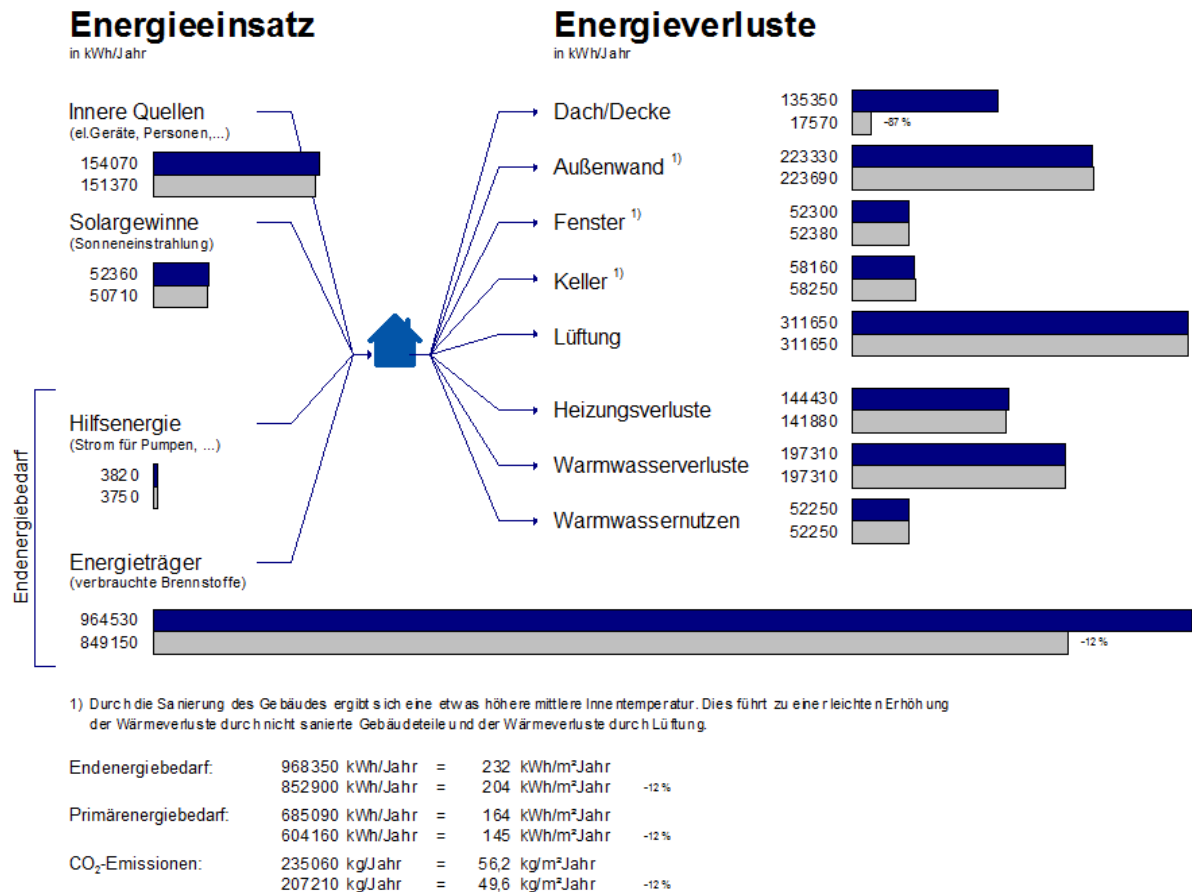 Energieeinsatz
in kWh/Jahr
Innere Quellen
(el.Geräte, Personen,...)
154070
151370
Solargewinne
(Sonneneinstrahlung)
52360
50710
Endenergiebedarf
Hilfsenergie
(Strom für Pumpen, ...)
3820
3750
Energieträger
(verbrauchte Brennstoffe)
964530
849150 -12 %
Energieverluste
in kWh/Jahr
Dach/Decke 135350
17570 -87 %
Außenwand 1) 223330
223690
Fenster 1) 52300
52380
Keller 1) 58160
58250
Lüftung 311650
311650
Heizungsverluste 144430
141880
Warmwasserverluste 197310
197310
Warmwassernutzen 52250
52250
1) Durch die Sanierung des Gebäudes ergibt sich eine etwas höhere mittlere Innentemperatur. Dies führt zu einer leichten Erhöhung
der Wärmeverluste durch nicht sanierte Gebäudeteile und der Wärmeverluste durch Lüftung.
Endenergiebedarf: 968350 kWh/Jahr = 232 kWh/m²Jahr
852900 kWh/Jahr = 204 kWh/m²Jahr -12 %
Primärenergiebedarf: 685090 kWh/Jahr = 164 kWh/m²Jahr
604160 kWh/Jahr = 145 kWh/m²Jahr -12 %
CO₂-Emissionen: 235060 kg/Jahr = 56,2 kg/m²Jahr
207210 kg/Jahr = 49,6 kg/m²Jahr -12 %